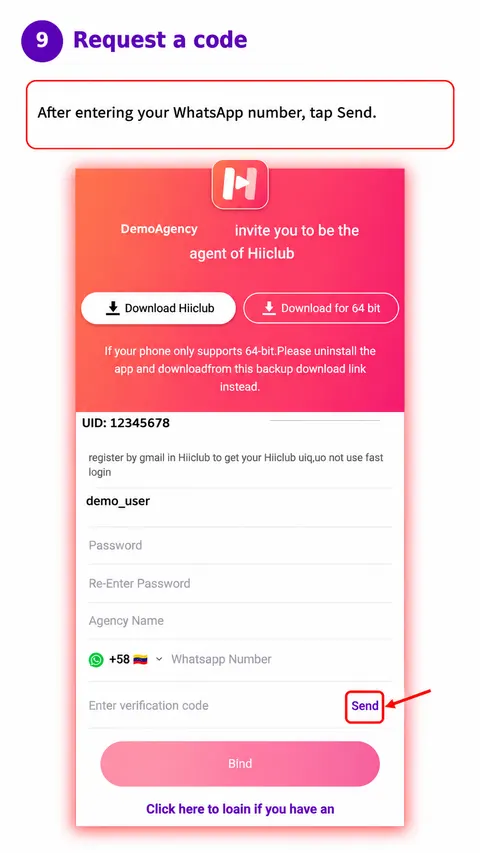 9 Request a code
After entering your WhatsApp number, tap Send.
DemoAgency invite you to be the
agent of Hiiclub
Download Hiiclub
Download for 64 bit
If your phone only supports 64-bit.Please uninstall the
app and downloadfrom this backup download link
instead.
UID: 12345678
register by gmail in Hiiclub to get your Hiiclub uiq,uo not use fast
login
demo_user
Password
Re-Enter Password
Agency Name
+58 Whatsapp Number
Enter verification code Send
Bind
Click here to loain if you have an